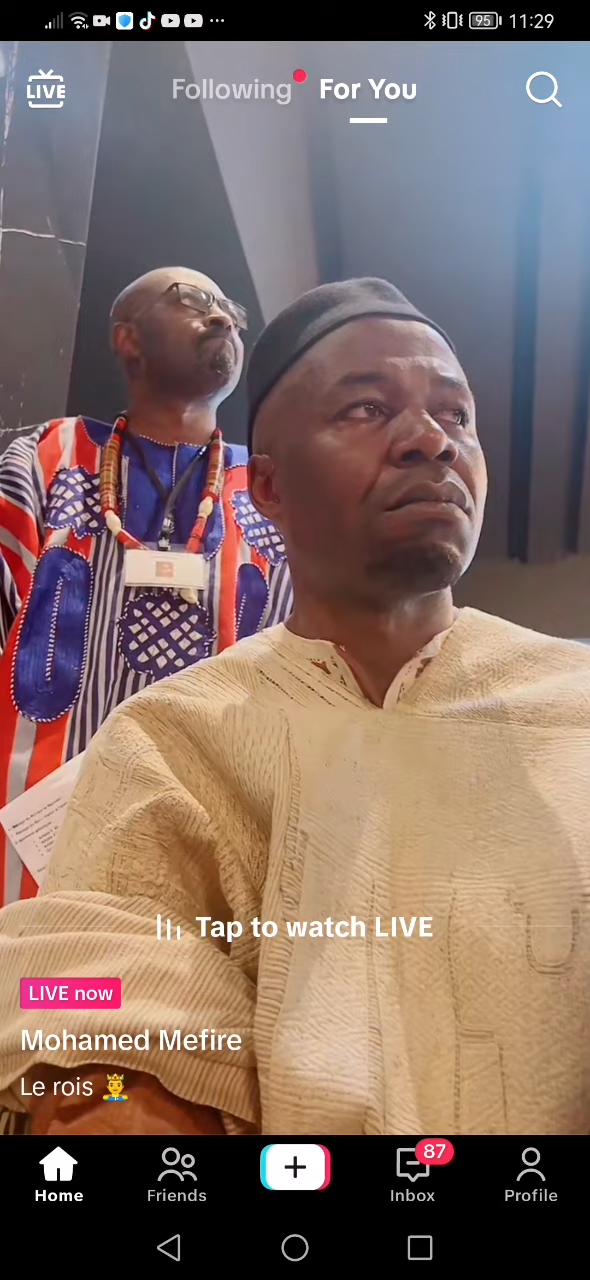 95 11:29
LIVE Following For You
Tap to watch LIVE
LIVE now
Mohamed Mefire
Le rois 🤴
87
Home Friends Inbox Profile